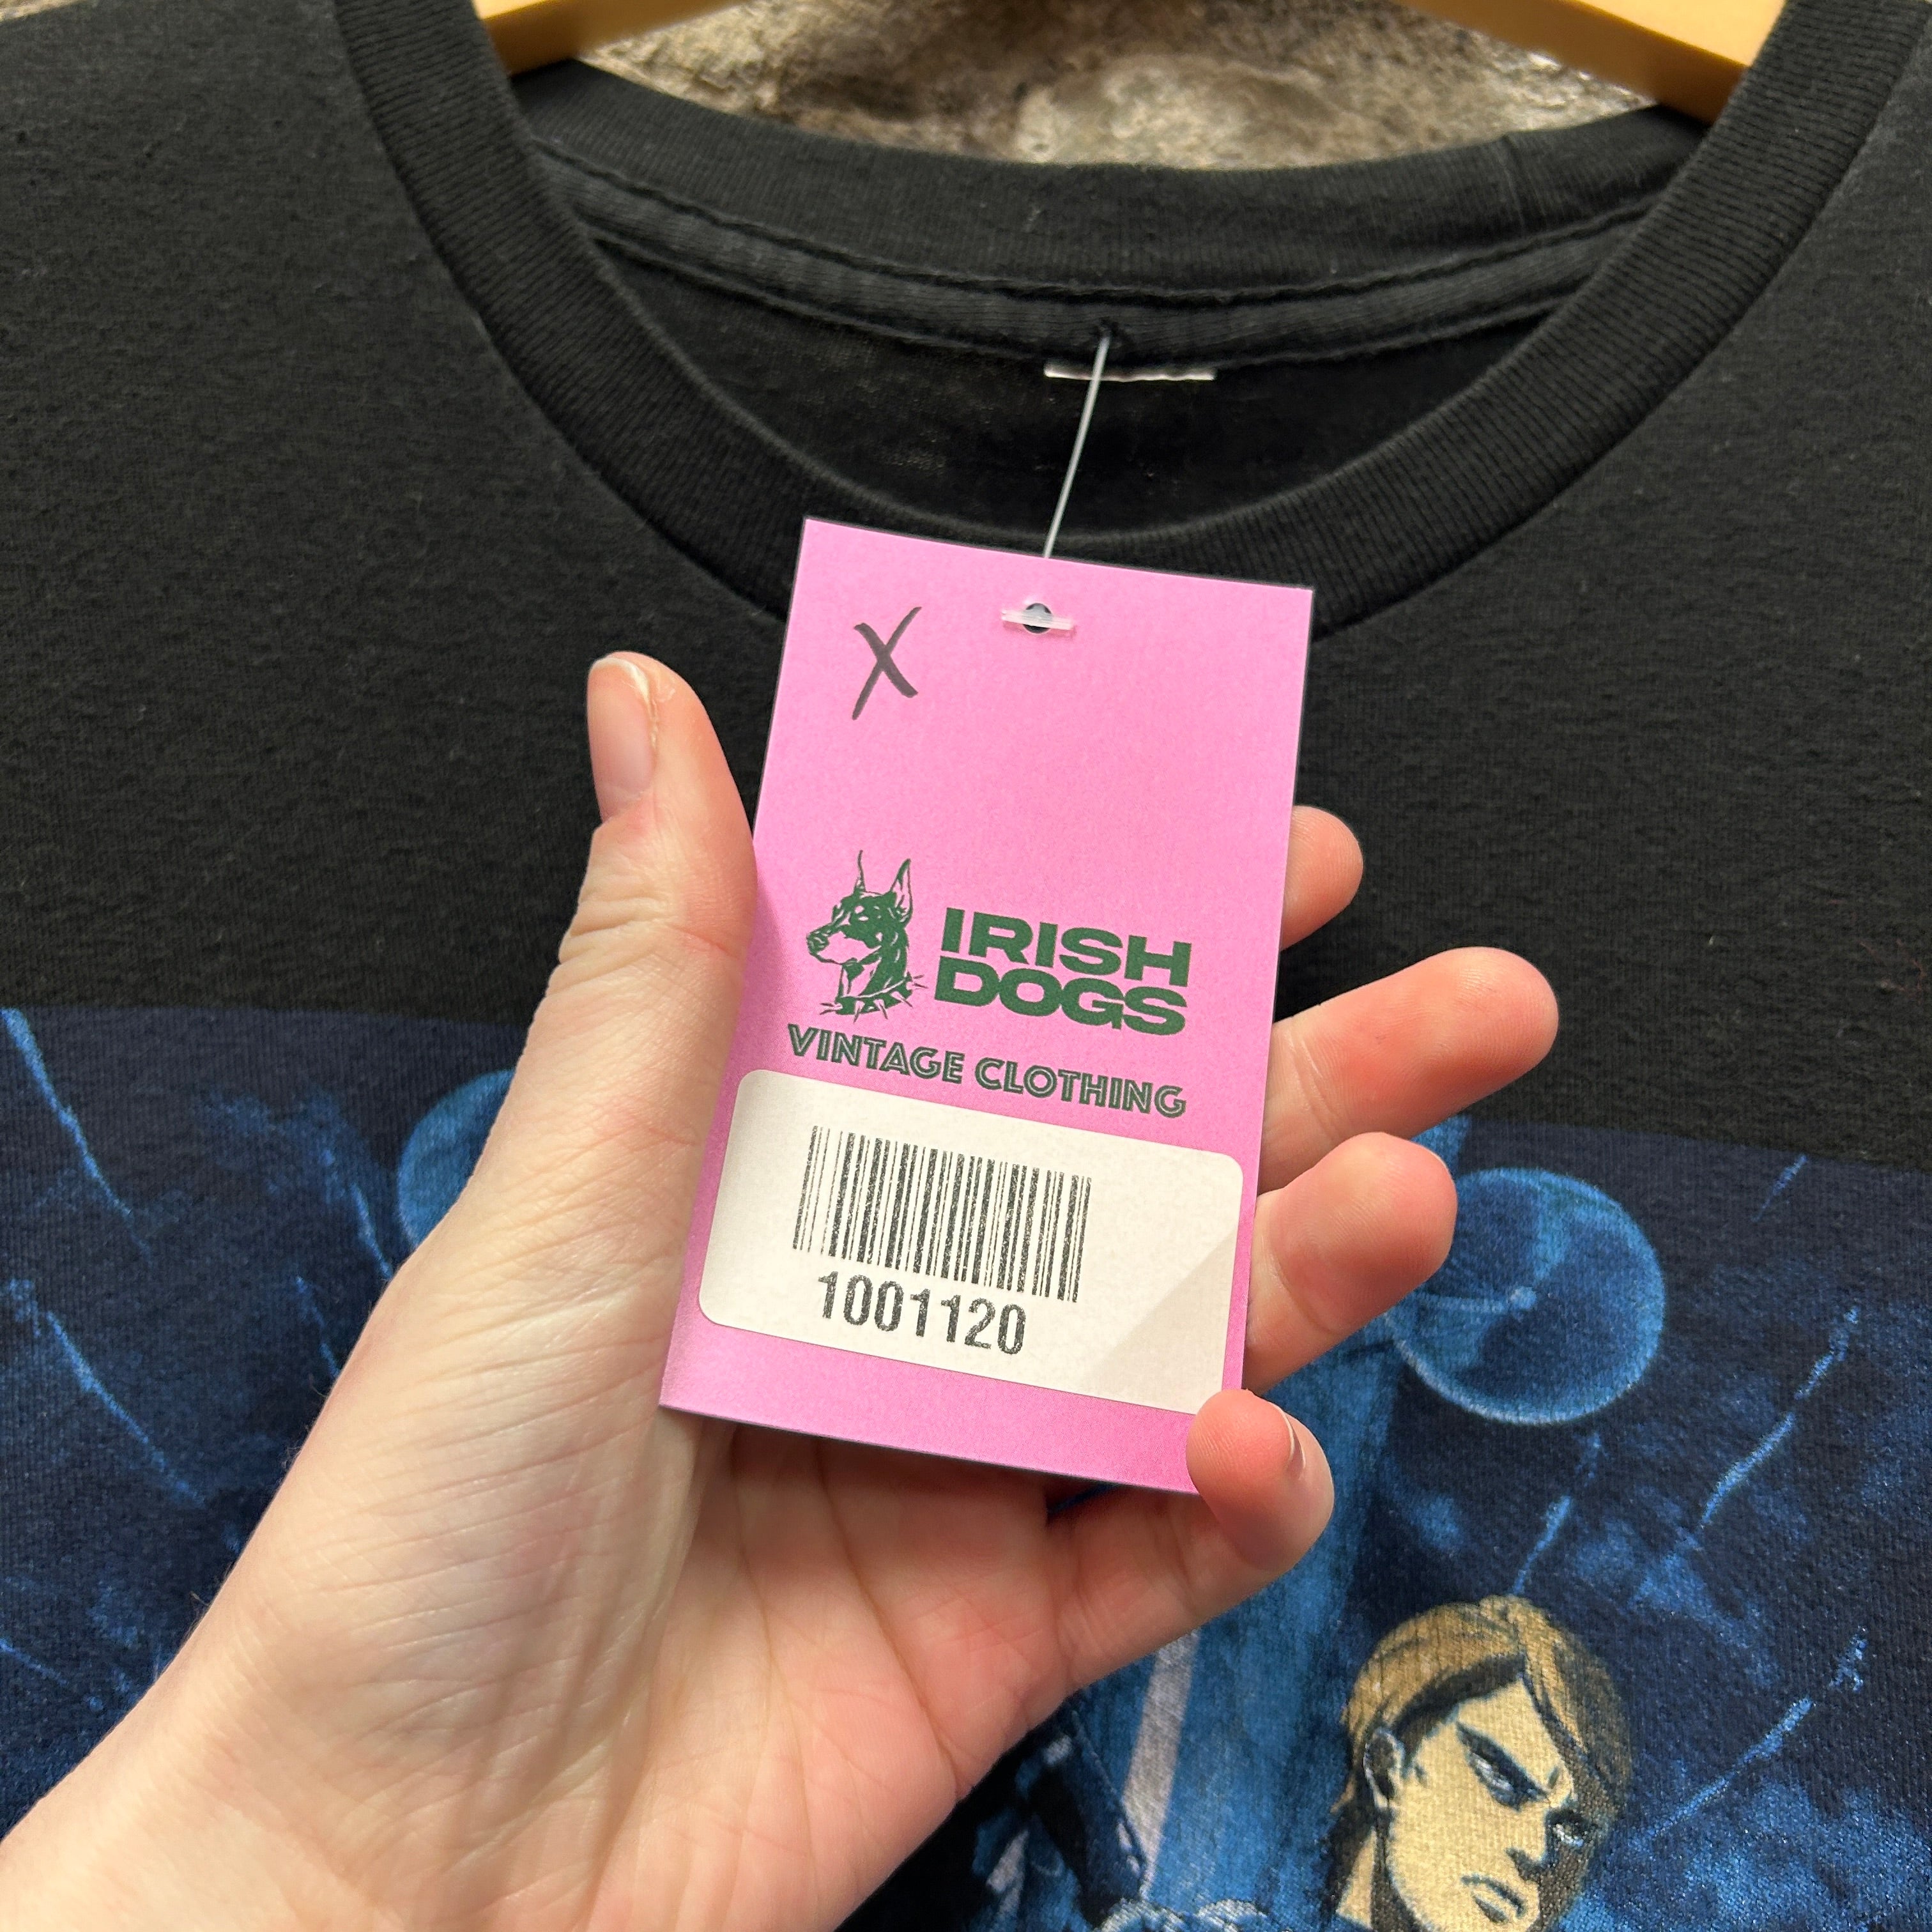 X
IRISH
DOGS
VINTAGE CLOTHING
1001120